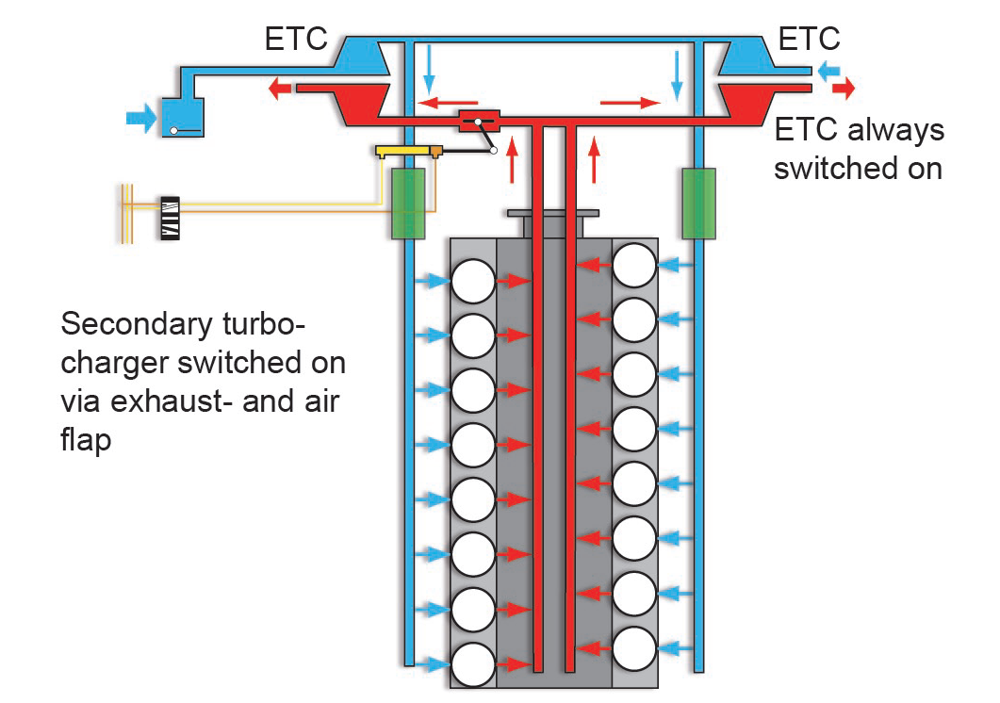 ETC
ETC
ETC always
switched on
Secondary turbo-
charger switched on
via exhaust- and air
flap